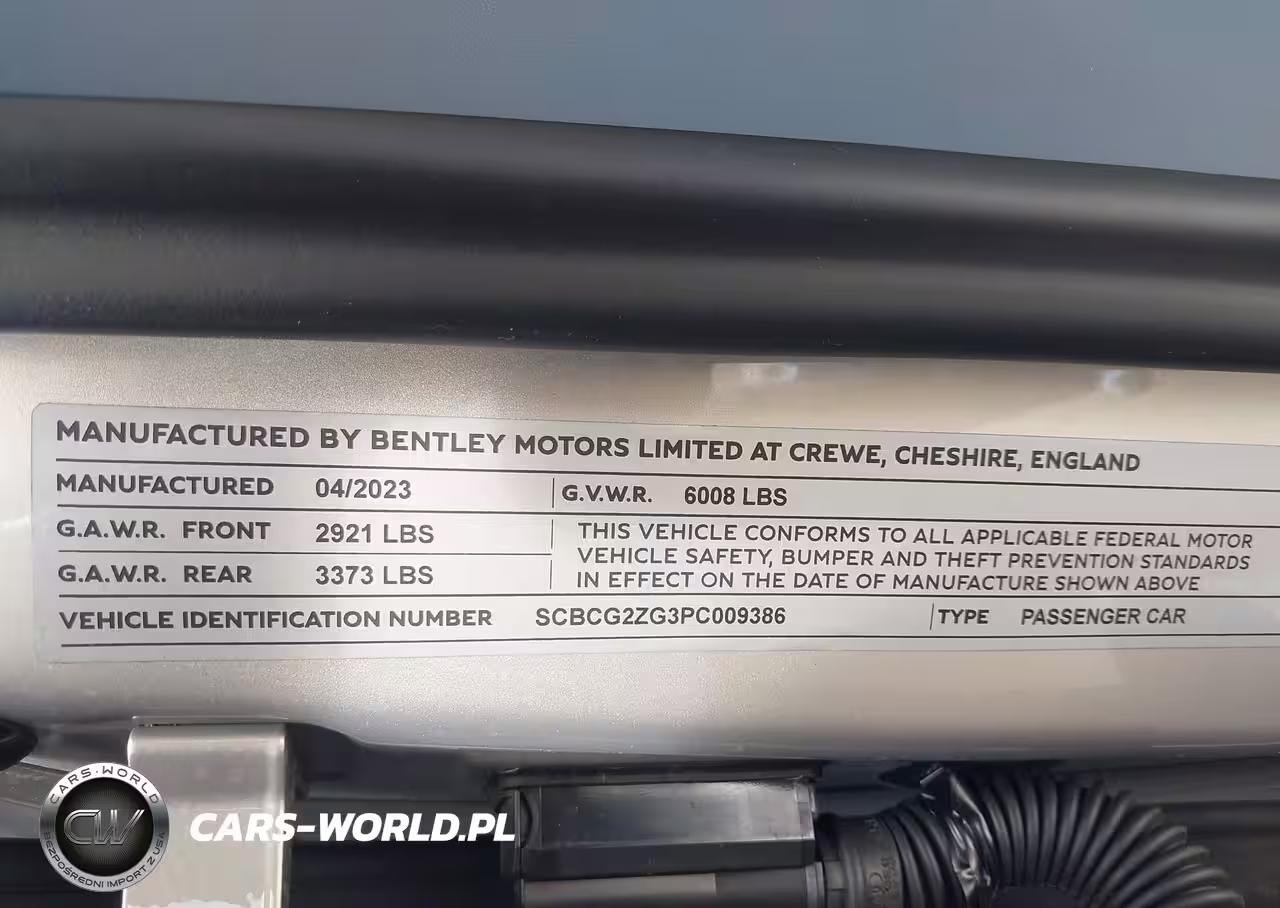 MANUFACTURED BY BENTLEY MOTORS LIMITED AT CREWE, CHESHIRE, ENGLAND
MANUFACTURED 04/2023 G.V.W.R. 6008 LBS
G.A.W.R. FRONT 2921 LBS
THIS VEHICLE CONFORMS TO ALL APPLICABLE FEDERAL MOTOR
VEHICLE SAFETY, BUMPER AND THEFT PREVENTION STANDARDS
IN EFFECT ON THE DATE OF MANUFACTURE SHOWN ABOVE
G.A.W.R. REAR 3373 LBS
VEHICLE IDENTIFICATION NUMBER SCBCG2ZG3PC009386 TYPE PASSENGER CAR
CARS-WORLD
CW
BEZPOŚREDNI IMPORT Z USA
CARS-WORLD.PL